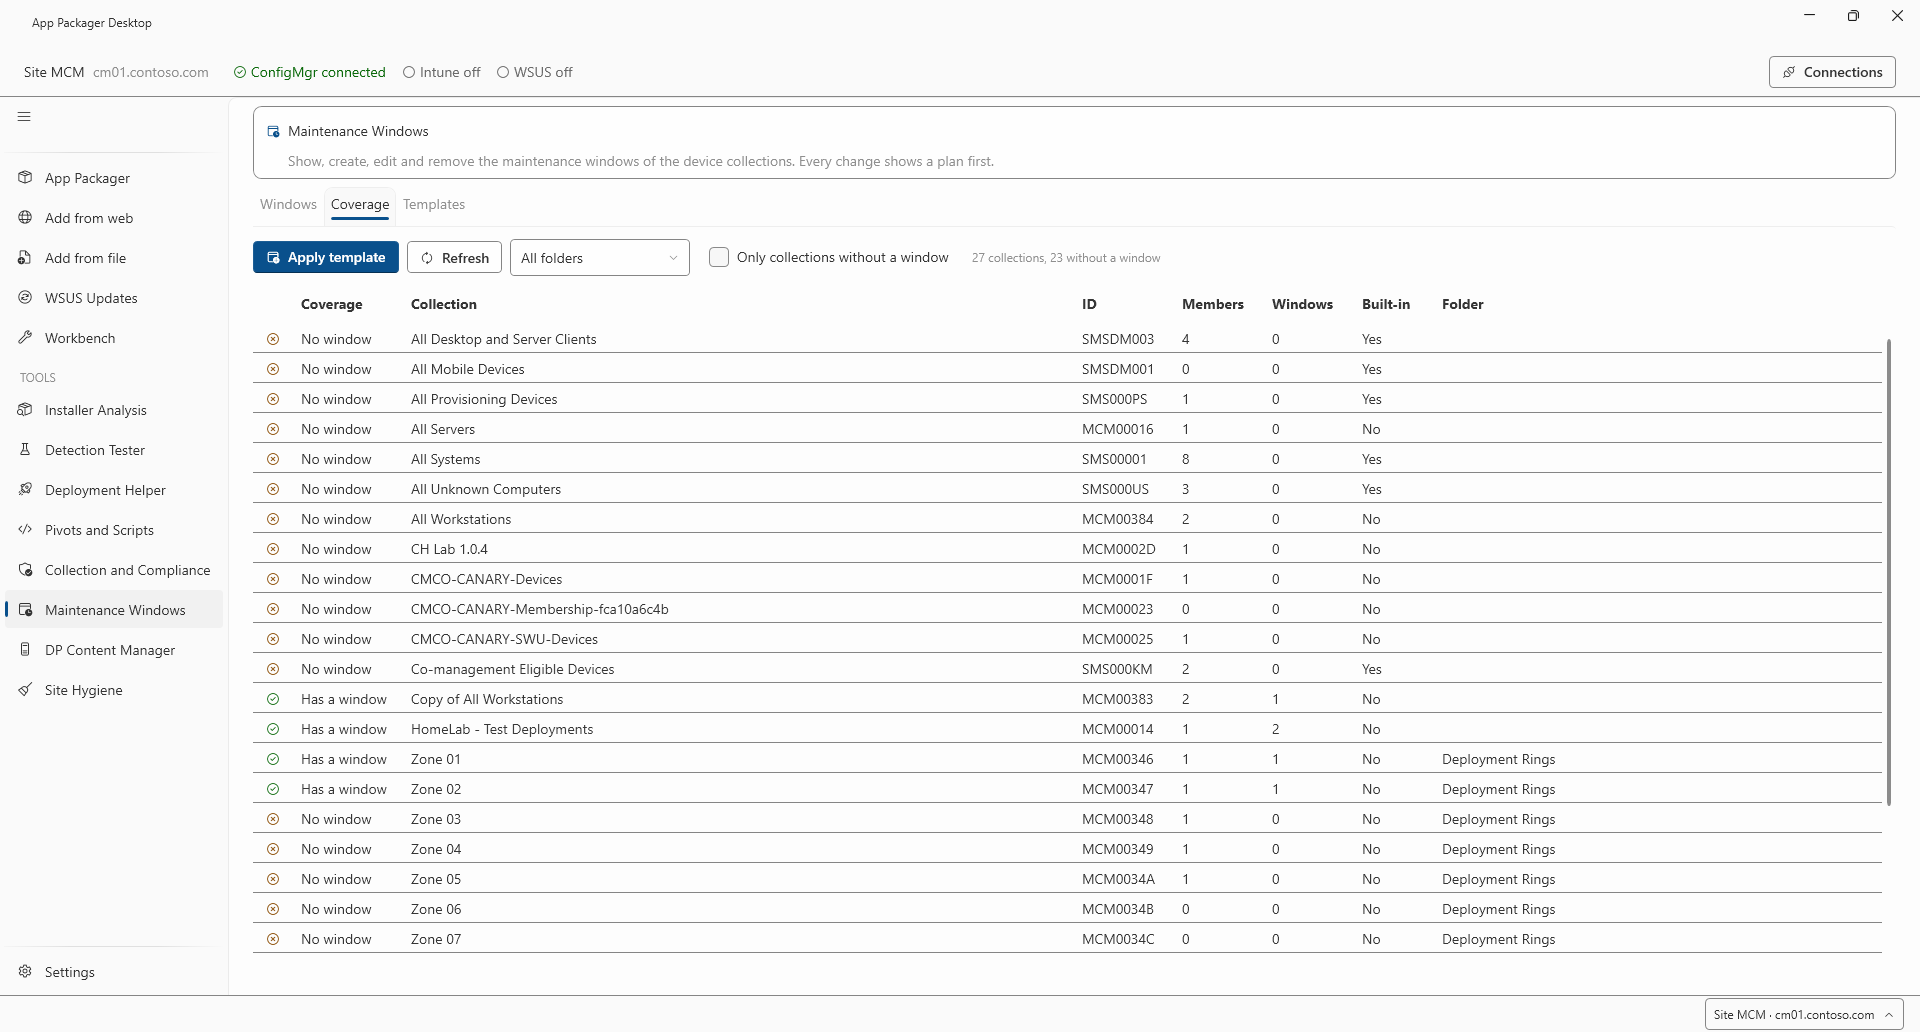 App Packager Desktop
Site MCM cm01.contoso.com ConfigMgr connected Intune off WSUS off Connections
Maintenance Windows
Show, create, edit and remove the maintenance windows of the device collections. Every change shows a plan first.
Windows Coverage Templates
Apply template Refresh All folders Only collections without a window 27 collections, 23 without a window
App Packager
Add from web
Add from file
WSUS Updates
Workbench
TOOLS
Installer Analysis
Detection Tester
Deployment Helper
Pivots and Scripts
Collection and Compliance
Maintenance Windows
DP Content Manager
Site Hygiene
Settings
Coverage Collection ID Members Windows Built-in Folder
No window All Desktop and Server Clients SMSDM003 4 0 Yes
No window All Mobile Devices SMSDM001 0 0 Yes
No window All Provisioning Devices SMS000PS 1 0 Yes
No window All Servers MCM00016 1 0 No
No window All Systems SMS00001 8 0 Yes
No window All Unknown Computers SMS000US 3 0 Yes
No window All Workstations MCM00384 2 0 No
No window CH Lab 1.0.4 MCM0002D 1 0 No
No window CMCO-CANARY-Devices MCM0001F 1 0 No
No window CMCO-CANARY-Membership-fca10a6c4b MCM00023 0 0 No
No window CMCO-CANARY-SWU-Devices MCM00025 1 0 No
No window Co-management Eligible Devices SMS000KM 2 0 Yes
Has a window Copy of All Workstations MCM00383 2 1 No
Has a window HomeLab - Test Deployments MCM00014 1 2 No
Has a window Zone 01 MCM00346 1 1 No Deployment Rings
Has a window Zone 02 MCM00347 1 1 No Deployment Rings
No window Zone 03 MCM00348 1 0 No Deployment Rings
No window Zone 04 MCM00349 1 0 No Deployment Rings
No window Zone 05 MCM0034A 1 0 No Deployment Rings
No window Zone 06 MCM0034B 0 0 No Deployment Rings
No window Zone 07 MCM0034C 0 0 No Deployment Rings
Site MCM · cm01.contoso.com